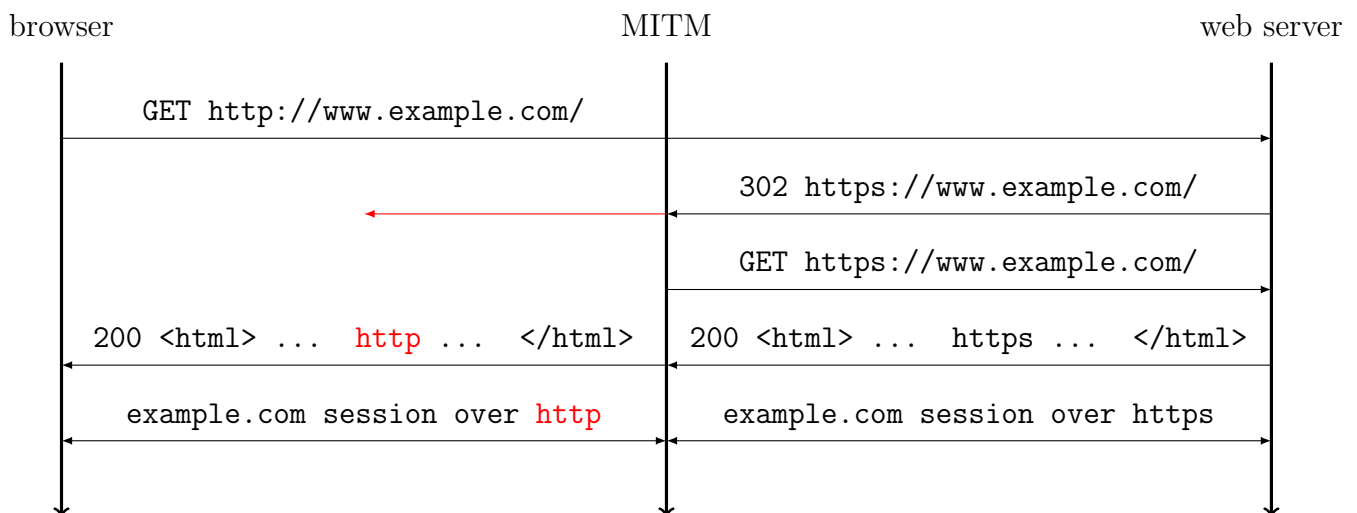 browser MITM web server
GET http://www.example.com/
302 https://www.example.com/
GET https://www.example.com/
200 <html> ... http ... </html> 200 <html> ... https ... </html>
example.com session over http example.com session over https